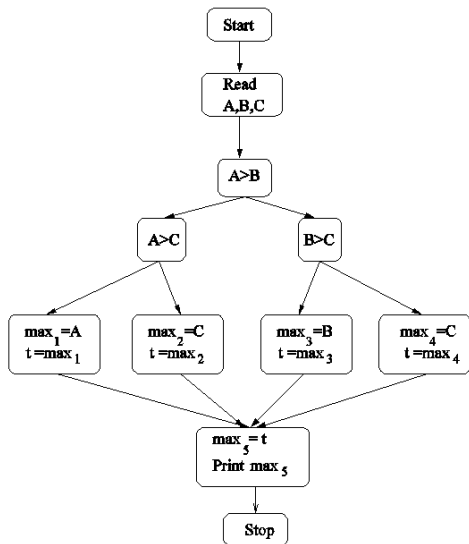 Start
Read
A,B,C
A>B
A>C
B>C
max₁=A
t =max₁
max₂=C
t =max₂
max₃=B
t =max₃
max₄=C
t =max₄
max₅= t
Print max₅
Stop